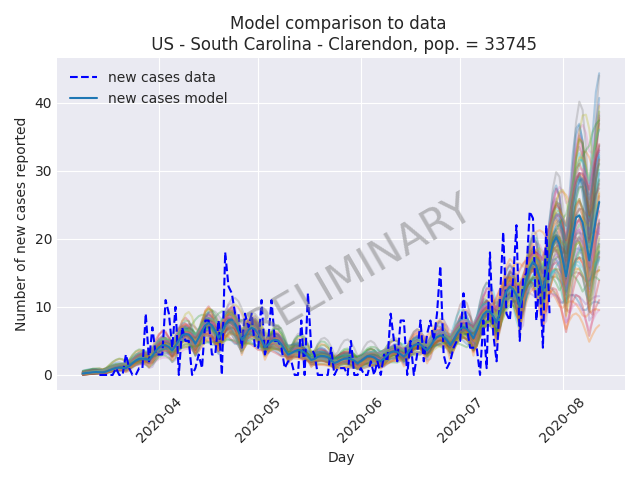 Model comparison to data
US - South Carolina - Clarendon, pop. = 33745
new cases data
new cases model
Number of new cases reported
40
30
20
10
0
ELIMINARY
2020-04
2020-05
2020-06
2020-07
2020-08
Day